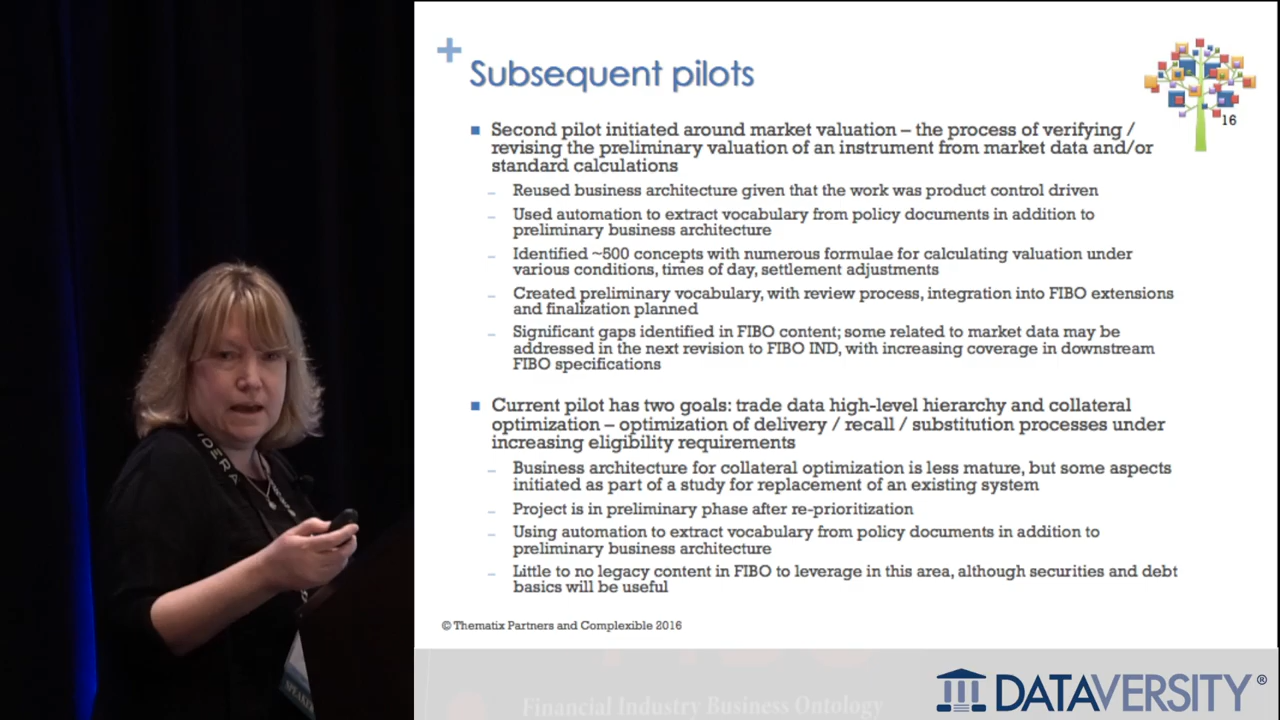 +
Subsequent pilots
16
■ Second pilot initiated around market valuation – the process of verifying /
revising the preliminary valuation of an instrument from market data and/or
standard calculations
– Reused business architecture given that the work was product control driven
– Used automation to extract vocabulary from policy documents in addition to
preliminary business architecture
– Identified ~500 concepts with numerous formulae for calculating valuation under
various conditions, times of day, settlement adjustments
– Created preliminary vocabulary, with review process, integration into FIBO extensions
and finalization planned
– Significant gaps identified in FIBO content; some related to market data may be
addressed in the next revision to FIBO IND, with increasing coverage in downstream
FIBO specifications
■ Current pilot has two goals: trade data high-level hierarchy and collateral
optimization – optimization of delivery / recall / substitution processes under
increasing eligibility requirements
– Business architecture for collateral optimization is less mature, but some aspects
initiated as part of a study for replacement of an existing system
– Project is in preliminary phase after re-prioritization
– Using automation to extract vocabulary from policy documents in addition to
preliminary business architecture
– Little to no legacy content in FIBO to leverage in this area, although securities and debt
basics will be useful
© Thematix Partners and Complexible 2016
Financial Industry Business Ontology
DATAVERSITY®